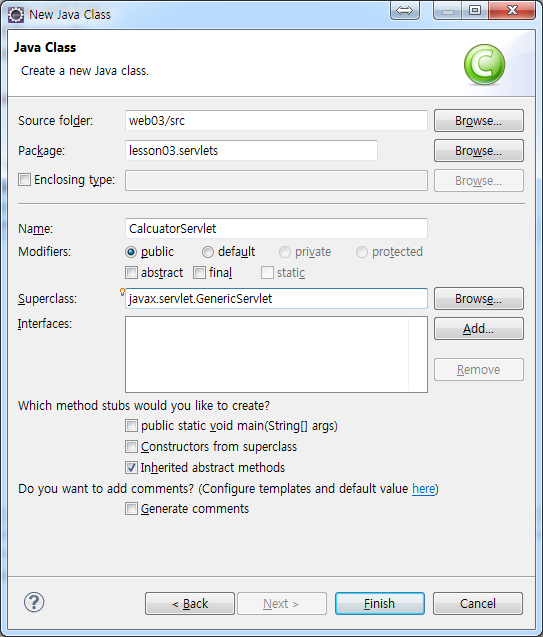 New Java Class
Java Class
Create a new Java class.
C
Source folder: web03/src Browse...
Package: lesson03.servlets Browse...
Enclosing type: Browse...
Name: CalcuatorServlet
Modifiers: public default private protected
abstract final static
Superclass: javax.servlet.GenericServlet Browse...
Interfaces: Add...
Remove
Which method stubs would you like to create?
public static void main(String[] args)
Constructors from superclass
Inherited abstract methods
Do you want to add comments? (Configure templates and default value here)
Generate comments
? < Back Next > Finish Cancel